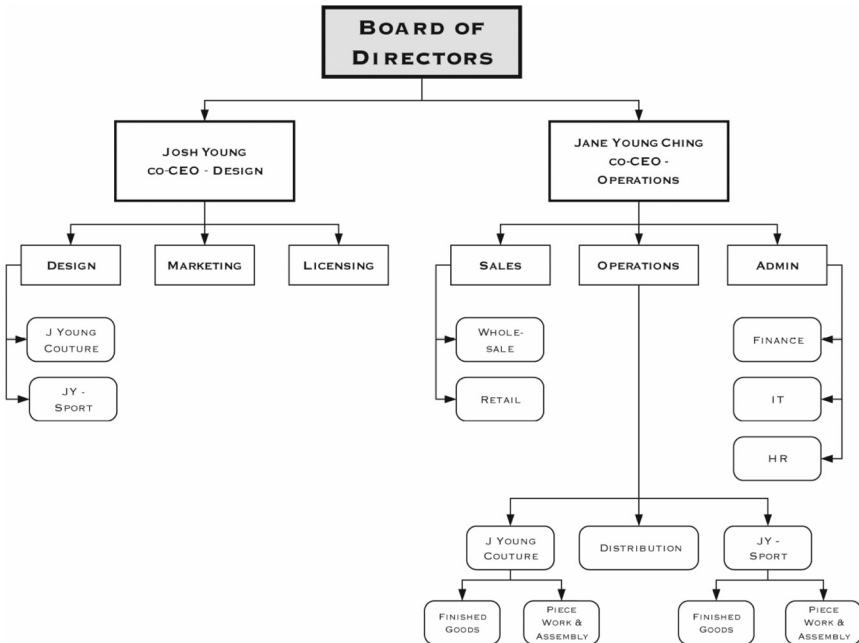 BOARD OF
DIRECTORS
JOSH YOUNG
CO-CEO - DESIGN
JANE YOUNG CHING
CO-CEO -
OPERATIONS
DESIGN
MARKETING
LICENSING
SALES
OPERATIONS
ADMIN
J YOUNG
COUTURE
JY -
SPORT
WHOLE-
SALE
RETAIL
FINANCE
IT
HR
J YOUNG
COUTURE
DISTRIBUTION
JY -
SPORT
FINISHED
GOODS
PIECE
WORK &
ASSEMBLY
FINISHED
GOODS
PIECE
WORK &
ASSEMBLY